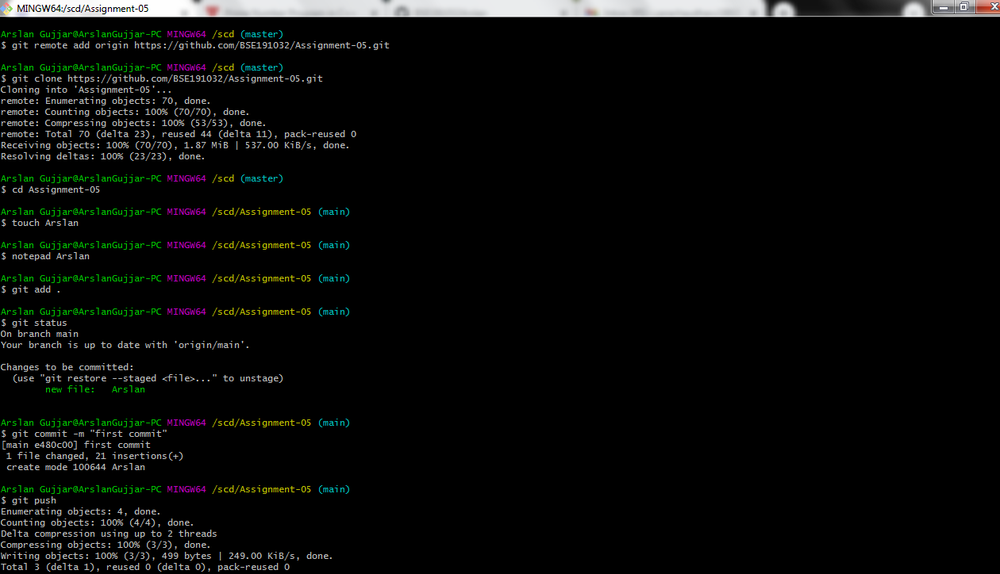 MINGW64:/scd/Assignment-05
Arslan Gujjar@ArslanGujjar-PC MINGW64 /scd (master)
$ git remote add origin https://github.com/BSE191032/Assignment-05.git
Arslan Gujjar@ArslanGujjar-PC MINGW64 /scd (master)
$ git clone https://github.com/BSE191032/Assignment-05.git
Cloning into 'Assignment-05'...
remote: Enumerating objects: 70, done.
remote: Counting objects: 100% (70/70), done.
remote: Compressing objects: 100% (53/53), done.
remote: Total 70 (delta 23), reused 44 (delta 11), pack-reused 0
Receiving objects: 100% (70/70), 1.87 MiB | 537.00 KiB/s, done.
Resolving deltas: 100% (23/23), done.
Arslan Gujjar@ArslanGujjar-PC MINGW64 /scd (master)
$ cd Assignment-05
Arslan Gujjar@ArslanGujjar-PC MINGW64 /scd/Assignment-05 (main)
$ touch Arslan
Arslan Gujjar@ArslanGujjar-PC MINGW64 /scd/Assignment-05 (main)
$ notepad Arslan
Arslan Gujjar@ArslanGujjar-PC MINGW64 /scd/Assignment-05 (main)
$ git add .
Arslan Gujjar@ArslanGujjar-PC MINGW64 /scd/Assignment-05 (main)
$ git status
On branch main
Your branch is up to date with 'origin/main'.
Changes to be committed:
  (use "git restore --staged <file>..." to unstage)
        new file:   Arslan
Arslan Gujjar@ArslanGujjar-PC MINGW64 /scd/Assignment-05 (main)
$ git commit -m "first commit"
[main e480c00] first commit
 1 file changed, 21 insertions(+)
 create mode 100644 Arslan
Arslan Gujjar@ArslanGujjar-PC MINGW64 /scd/Assignment-05 (main)
$ git push
Enumerating objects: 4, done.
Counting objects: 100% (4/4), done.
Delta compression using up to 2 threads
Compressing objects: 100% (3/3), done.
Writing objects: 100% (3/3), 499 bytes | 249.00 KiB/s, done.
Total 3 (delta 1), reused 0 (delta 0), pack-reused 0